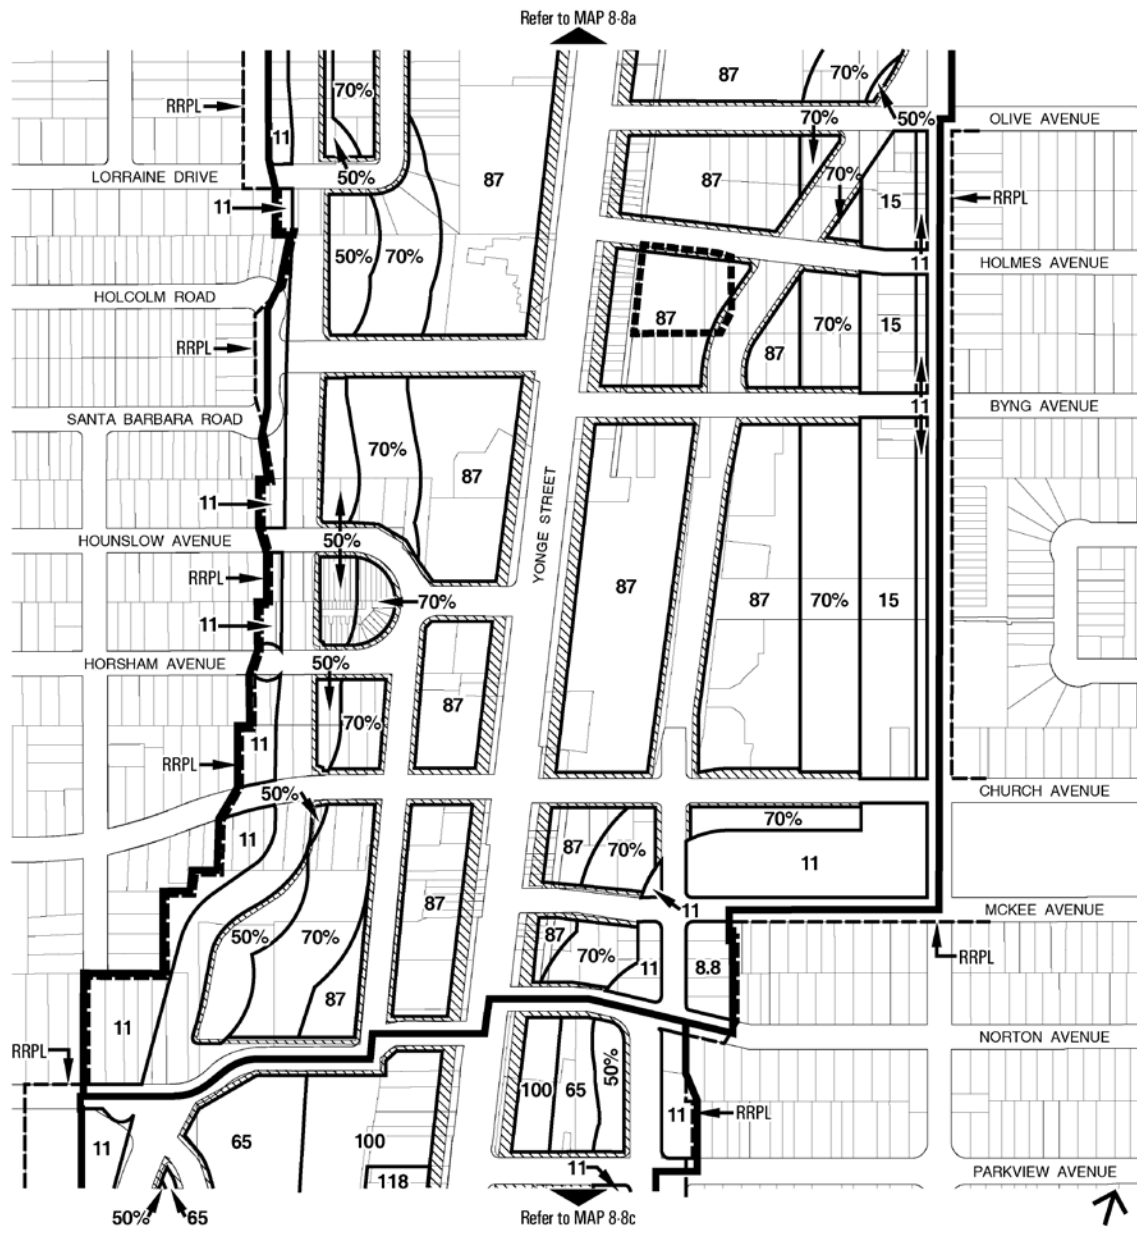 Refer to MAP 8-8a
87
70%
70%
RRPL
50%
OLIVE AVENUE
70%
11
LORRAINE DRIVE
50%
87
87
70%
15
RRPL
11
50%
70%
11
HOLMES AVENUE
HOLCOLM ROAD
87
70%
15
RRPL
87
11
BYNG AVENUE
SANTA BARBARA ROAD
70%
87
11
YONGE STREET
HOUNSLOW AVENUE
50%
RRPL
87
87
70%
15
70%
11
HORSHAM AVENUE
50%
87
70%
11
RRPL
50%
CHURCH AVENUE
70%
11
87
70%
11
87
11
MCKEE AVENUE
50%
70%
87
70%
11
8.8
RRPL
87
11
NORTON AVENUE
RRPL
100
65
50%
11
RRPL
11
65
100
118
11
PARKVIEW AVENUE
50%
65
Refer to MAP 8-8c